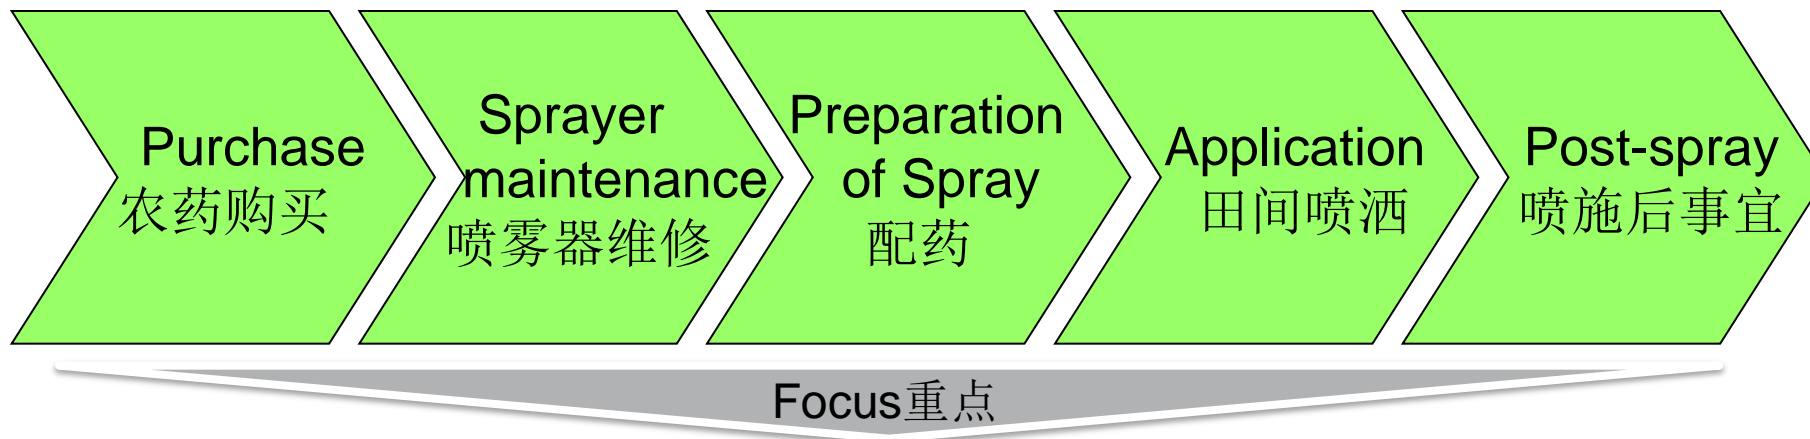 Purchase
农药购买
Sprayer
maintenance
喷雾器维修
Preparation
of Spray
配药
Application
田间喷洒
Post-spray
喷施后事宜
Focus重点